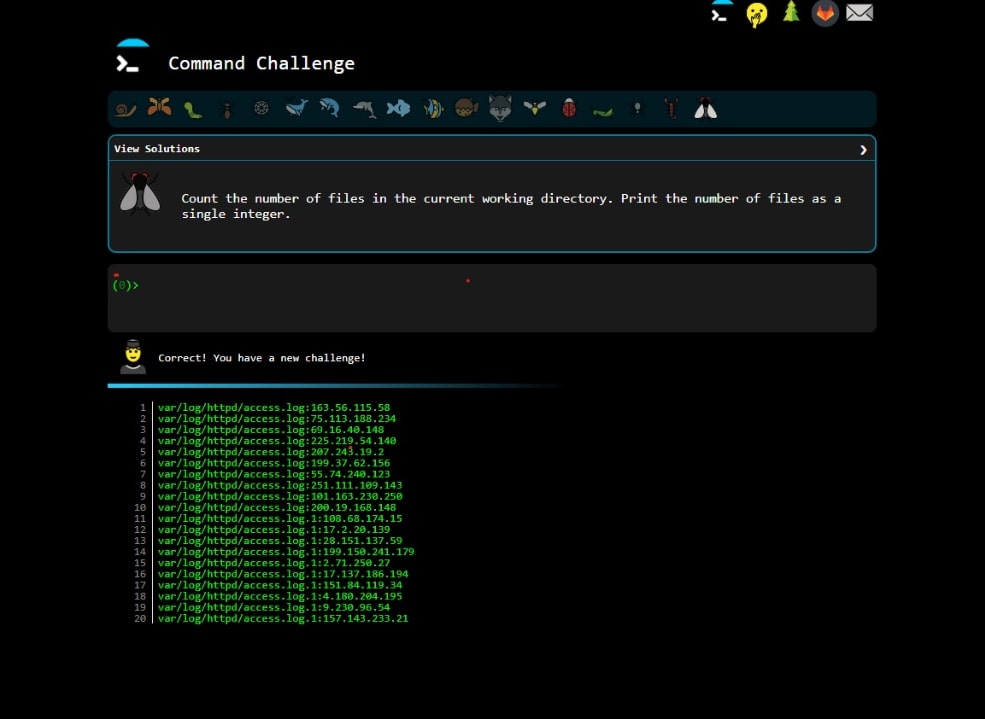 Command Challenge
View Solutions
Count the number of files in the current working directory. Print the number of files as a
single integer.
(0)>
Correct! You have a new challenge!
1 var/log/httpd/access.log:163.56.115.58
2 var/log/httpd/access.log:75.113.188.234
3 var/log/httpd/access.log:69.16.40.148
4 var/log/httpd/access.log:225.219.54.140
5 var/log/httpd/access.log:207.243.19.2
6 var/log/httpd/access.log:199.37.62.156
7 var/log/httpd/access.log:55.74.240.123
8 var/log/httpd/access.log:251.111.109.143
9 var/log/httpd/access.log:101.163.230.250
10 var/log/httpd/access.log:200.19.168.148
11 var/log/httpd/access.log.1:108.68.174.15
12 var/log/httpd/access.log.1:17.2.20.139
13 var/log/httpd/access.log.1:28.151.137.59
14 var/log/httpd/access.log.1:199.150.241.179
15 var/log/httpd/access.log.1:2.71.250.27
16 var/log/httpd/access.log.1:17.137.186.194
17 var/log/httpd/access.log.1:151.84.119.34
18 var/log/httpd/access.log.1:4.180.204.195
19 var/log/httpd/access.log.1:9.230.96.54
20 var/log/httpd/access.log.1:157.143.233.21